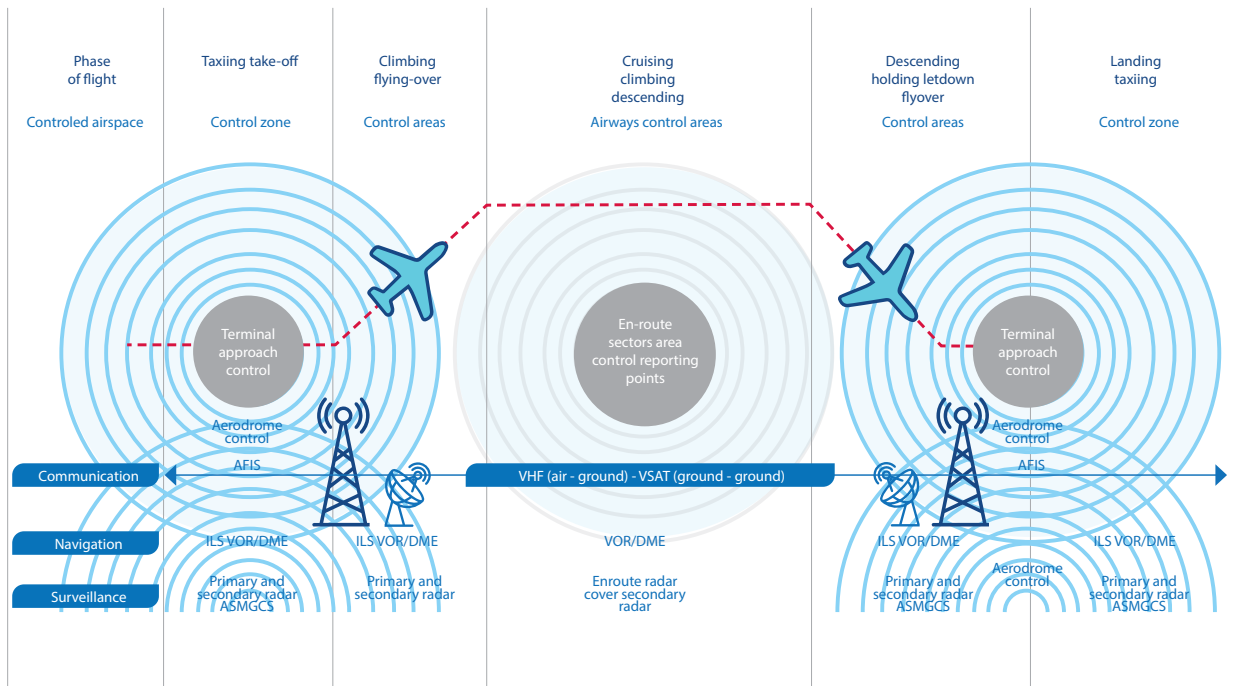 Phase
of flight
Taxiing take-off
Climbing
flying-over
Cruising
climbing
descending
Descending
holding letdown
flyover
Landing
taxiing
Controled airspace
Control zone
Control areas
Airways control areas
Control areas
Control zone
Terminal
approach
control
En-route
sectors area
control reporting
points
Terminal
approach
control
Aerodrome
control
Aerodrome
control
AFIS
AFIS
Communication
VHF (air - ground) - VSAT (ground - ground)
Navigation
ILS VOR/DME
ILS VOR/DME
VOR/DME
ILS VOR/DME
ILS VOR/DME
Surveillance
Primary and
secondary radar
ASMGCS
Primary and
secondary radar
Enroute radar
cover secondary
radar
Primary and
secondary radar
ASMGCS
Aerodrome
control
Primary and
secondary radar
ASMGCS